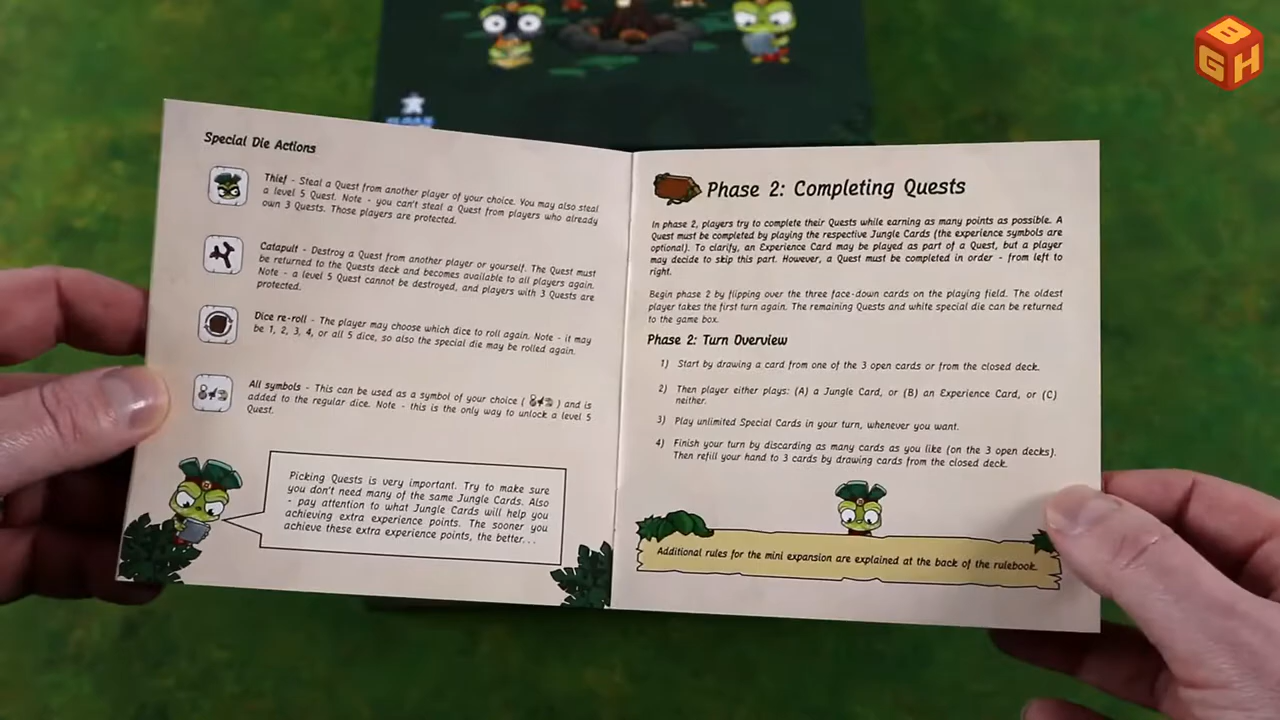 Special Die Actions
Thief - Steal a Quest from another player of your choice. You may also steal
a level 5 Quest. Note - you can't steal a Quest from players who already
own 3 Quests. Those players are protected.
Catapult - Destroy a Quest from another player or yourself. The Quest must
be returned to the Quests deck and becomes available to all players again.
Note - a level 5 Quest cannot be destroyed, and players with 3 Quests are
protected.
Dice re-roll - The player may choose which dice to roll again. Note - it may
be 1, 2, 3, 4, or all 5 dice, so also the special die may be rolled again.
All symbols - This can be used as a symbol of your choice ( ) and is
added to the regular dice. Note - this is the only way to unlock a level 5
Quest.
Picking Quests is very important. Try to make sure
you don't need many of the same Jungle Cards. Also
- pay attention to what Jungle Cards will help you
achieving extra experience points. The sooner you
achieve these extra experience points, the better...
Phase 2: Completing Quests
In phase 2, players try to complete their Quests while earning as many points as possible. A
Quest must be completed by playing the respective Jungle Cards (the experience symbols are
optional). To clarify, an Experience Card may be played as part of a Quest, but a player
may decide to skip this part. However, a Quest must be completed in order - from left to
right.
Begin phase 2 by flipping over the three face-down cards on the playing field. The oldest
player takes the first turn again. The remaining Quests and white special die can be returned
to the game box.
Phase 2: Turn Overview
1) Start by drawing a card from one of the 3 open cards or from the closed deck.
2) Then player either plays: (A) a Jungle Card, or (B) an Experience Card, or (C)
neither.
3) Play unlimited Special Cards in your turn, whenever you want.
4) Finish your turn by discarding as many cards as you like (on the 3 open decks).
Then refill your hand to 3 cards by drawing cards from the closed deck.
Additional rules for the mini expansion are explained at the back of the rulebook.
B
G H